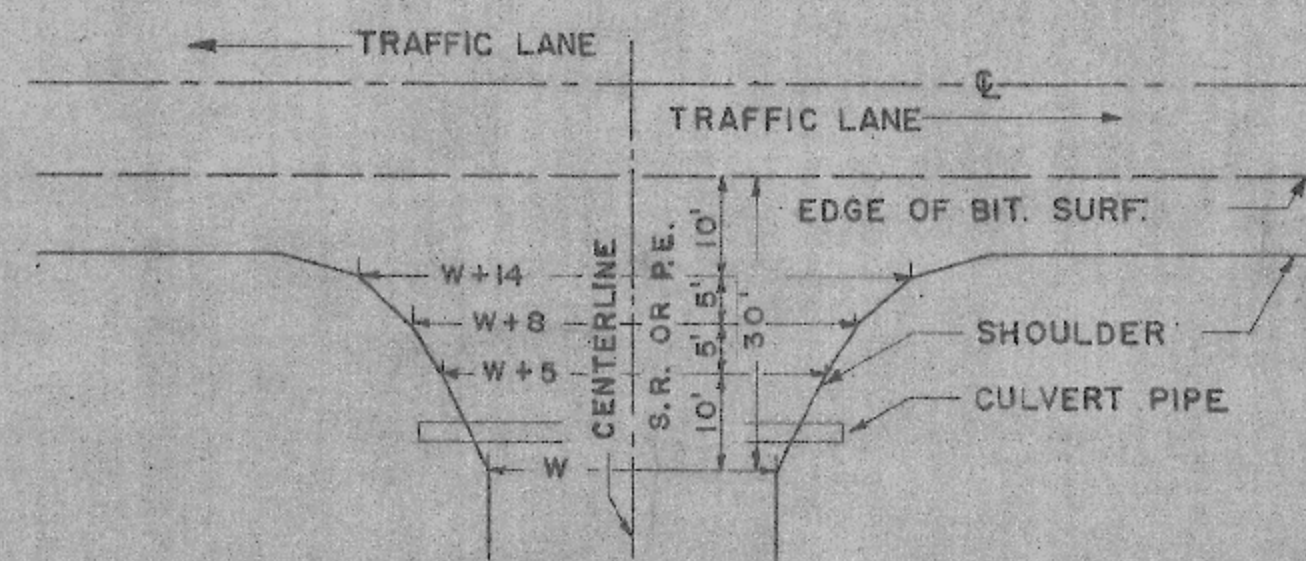 TRAFFIC LANE
℄
TRAFFIC LANE
EDGE OF BIT. SURF.
10'
W+14
5'
30'
W+8
5'
SHOULDER
W+5
10'
CULVERT PIPE
W
CENTERLINE
S.R. OR P.E.